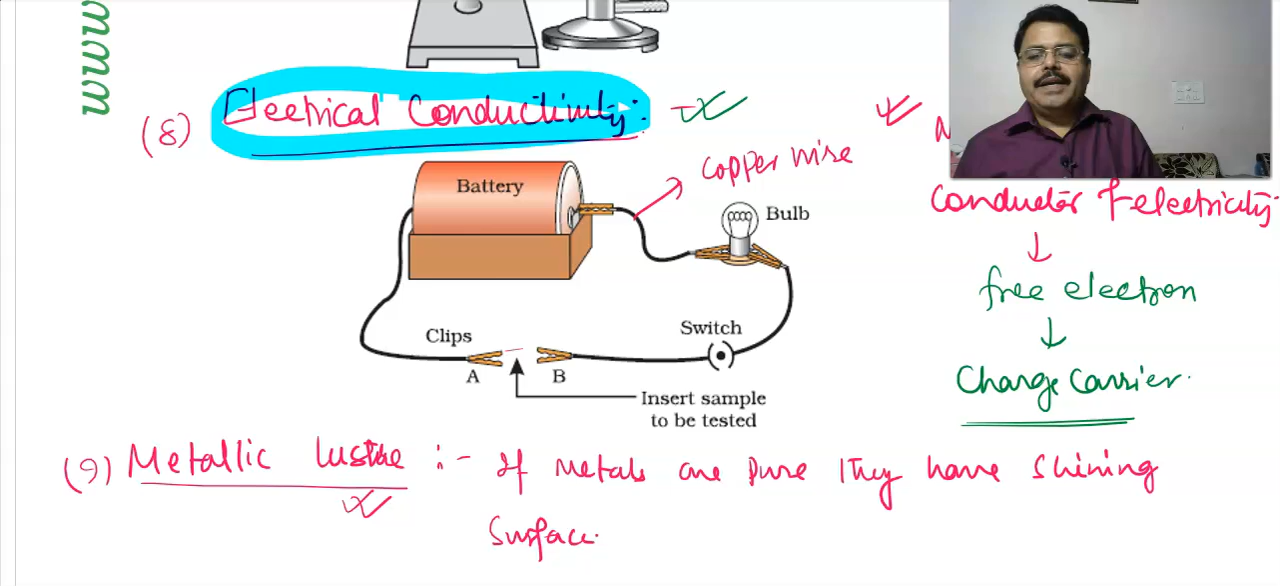 www
(8) Electrical Conductivity:-
copper wire
Battery
Bulb
Conductor of electricity.
↓
free electron
↓
Charge Carrier.
Clips
Switch
A
B
Insert sample
to be tested
(9) Metallic lustre :- If Metals are pure they have shining
Surface.